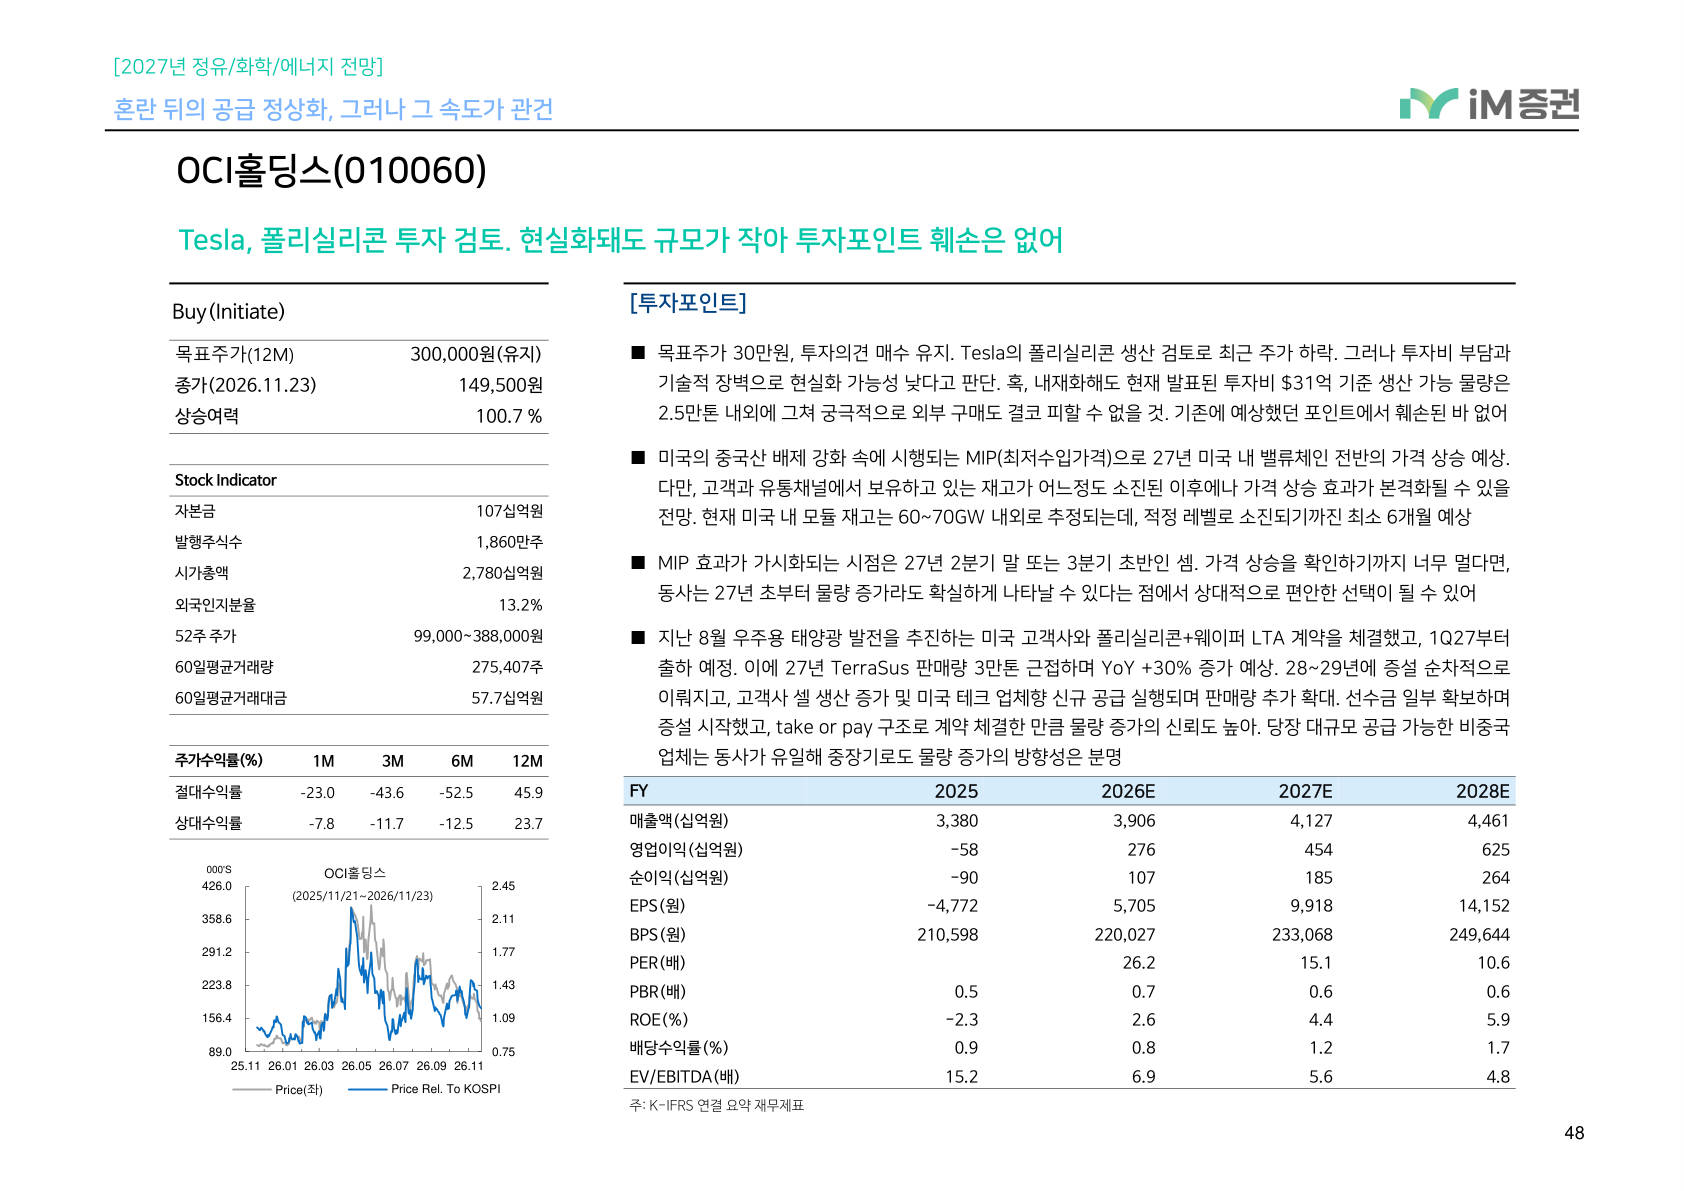 [2027년 정유/화학/에너지 전망]
혼란 뒤의 공급 정상화, 그러나 그 속도가 관건
iM증권
OCI홀딩스(010060)
Tesla, 폴리실리콘 투자 검토. 현실화돼도 규모가 작아 투자포인트 훼손은 없어
Buy(Initiate)
목표주가(12M) 300,000원(유지)
종가(2026.11.23) 149,500원
상승여력 100.7 %
Stock Indicator
자본금 107십억원
발행주식수 1,860만주
시가총액 2,780십억원
외국인지분율 13.2%
52주 주가 99,000~388,000원
60일평균거래량 275,407주
60일평균거래대금 57.7십억원
주가수익률(%) 1M 3M 6M 12M
절대수익률 -23.0 -43.6 -52.5 45.9
상대수익률 -7.8 -11.7 -12.5 23.7
000'S
OCI홀딩스
(2025/11/21~2026/11/23)
426.0 2.45
358.6 2.11
291.2 1.77
223.8 1.43
156.4 1.09
89.0 0.75
25.11 26.01 26.03 26.05 26.07 26.09 26.11
Price(좌) Price Rel. To KOSPI
[투자포인트]
■ 목표주가 30만원, 투자의견 매수 유지. Tesla의 폴리실리콘 생산 검토로 최근 주가 하락. 그러나 투자비 부담과
기술적 장벽으로 현실화 가능성 낮다고 판단. 혹, 내재화해도 현재 발표된 투자비 $31억 기준 생산 가능 물량은
2.5만톤 내외에 그쳐 궁극적으로 외부 구매도 결코 피할 수 없을 것. 기존에 예상했던 포인트에서 훼손된 바 없어
■ 미국의 중국산 배제 강화 속에 시행되는 MIP(최저수입가격)으로 27년 미국 내 밸류체인 전반의 가격 상승 예상.
다만, 고객과 유통채널에서 보유하고 있는 재고가 어느정도 소진된 이후에나 가격 상승 효과가 본격화될 수 있을
전망. 현재 미국 내 모듈 재고는 60~70GW 내외로 추정되는데, 적정 레벨로 소진되기까진 최소 6개월 예상
■ MIP 효과가 가시화되는 시점은 27년 2분기 말 또는 3분기 초반인 셈. 가격 상승을 확인하기까지 너무 멀다면,
동사는 27년 초부터 물량 증가라도 확실하게 나타날 수 있다는 점에서 상대적으로 편안한 선택이 될 수 있어
■ 지난 8월 우주용 태양광 발전을 추진하는 미국 고객사와 폴리실리콘+웨이퍼 LTA 계약을 체결했고, 1Q27부터
출하 예정. 이에 27년 TerraSus 판매량 3만톤 근접하며 YoY +30% 증가 예상. 28~29년에 증설 순차적으로
이뤄지고, 고객사 셀 생산 증가 및 미국 테크 업체향 신규 공급 실행되며 판매량 추가 확대. 선수금 일부 확보하며
증설 시작했고, take or pay 구조로 계약 체결한 만큼 물량 증가의 신뢰도 높아. 당장 대규모 공급 가능한 비중국
업체는 동사가 유일해 중장기로도 물량 증가의 방향성은 분명
FY 2025 2026E 2027E 2028E
매출액(십억원) 3,380 3,906 4,127 4,461
영업이익(십억원) -58 276 454 625
순이익(십억원) -90 107 185 264
EPS(원) -4,772 5,705 9,918 14,152
BPS(원) 210,598 220,027 233,068 249,644
PER(배) 26.2 15.1 10.6
PBR(배) 0.5 0.7 0.6 0.6
ROE(%) -2.3 2.6 4.4 5.9
배당수익률(%) 0.9 0.8 1.2 1.7
EV/EBITDA(배) 15.2 6.9 5.6 4.8
주: K-IFRS 연결 요약 재무제표
48